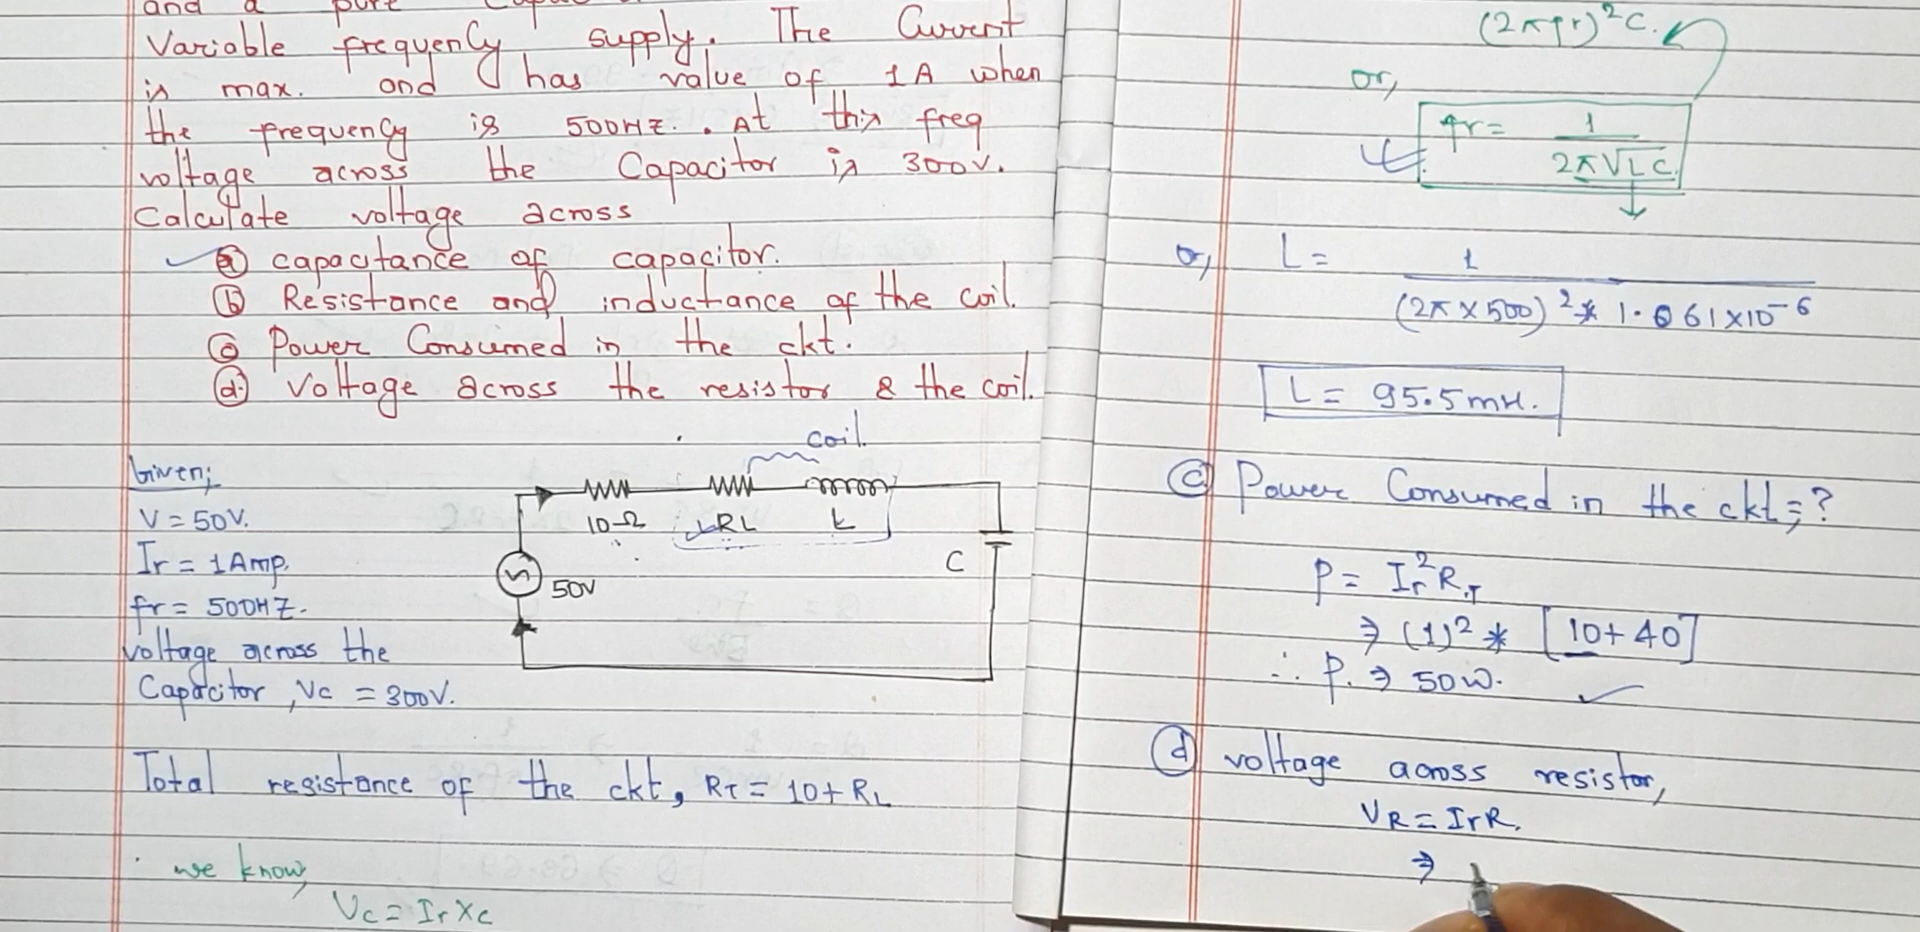 and a pure
Variable frequency supply. The Current
is max. and has value of 1A when
the frequency is 500HZ. . At this freq
voltage across the Capacitor is 300V.
Calculate voltage across
(a) capacitance of capacitor.
(b) Resistance and inductance of the coil.
(c) Power Consumed in the ckt.
(d) Voltage across the resistor & the coil.
coil.
Given;
V = 50V.
Ir = 1Amp.
fr = 500HZ.
voltage across the
Capacitor, Vc = 300V.
10Ω RL L
50V
C
Total resistance of the ckt, RT = 10 + RL
we know,
Vc = Ir Xc
(2πfr)²C.
or,
fr = 1 / 2π√LC
or, L = 1 / (2π×500)² * 1.061×10⁻⁶
L = 95.5mH.
(c) Power Consumed in the ckt = ?
P = Ir²RT
⇒ (1)² * [10+40]
∴ P. ⇒ 50W.
(d) voltage across resistor,
VR = IrR.
⇒